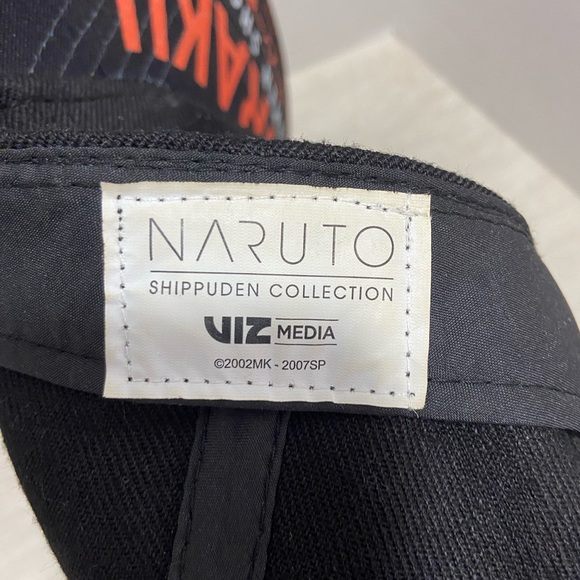 NARUTO
SHIPPUDEN COLLECTION
VIZ MEDIA
©2002MK - 2007SP